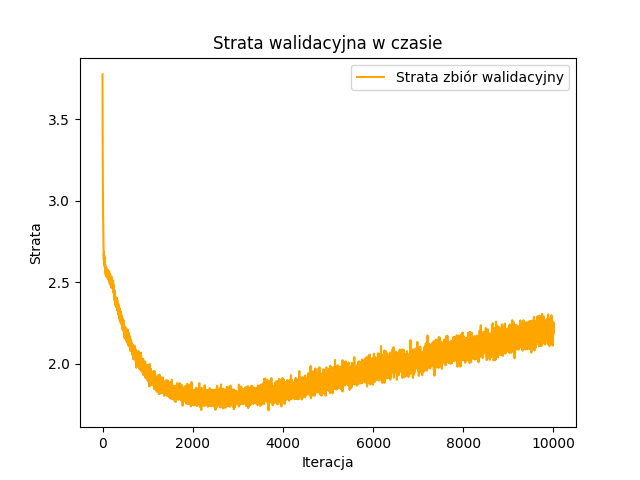 Strata walidacyjna w czasie
Strata zbiór walidacyjny
3.5
3.0
2.5
2.0
Strata
0 2000 4000 6000 8000 10000
Iteracja